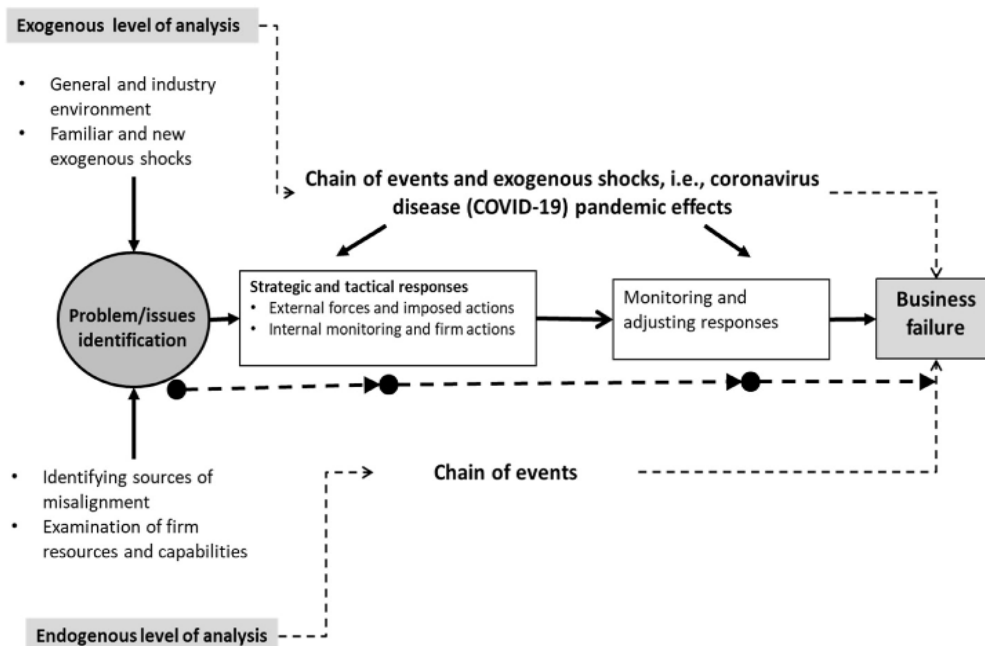 Exogenous level of analysis
• General and industry
environment
• Familiar and new
exogenous shocks
Chain of events and exogenous shocks, i.e., coronavirus
disease (COVID-19) pandemic effects
Problem/issues
identification
Strategic and tactical responses
• External forces and imposed actions
• Internal monitoring and firm actions
Monitoring and
adjusting responses
Business
failure
Chain of events
• Identifying sources of
misalignment
• Examination of firm
resources and capabilities
Endogenous level of analysis